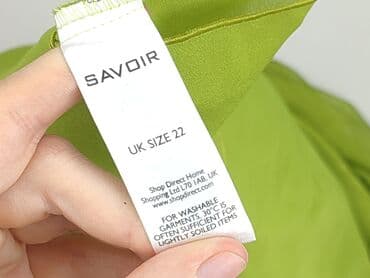 SAVOIR
UK SIZE 22
Shop Direct Home
Shopping Ltd L70 1AB. UK
www.shopdirect.com
FOR WASHABLE
GARMENTS, 30°C IS
OFTEN SUFFICIENT FOR
LIGHTLY SOILED ITEMS